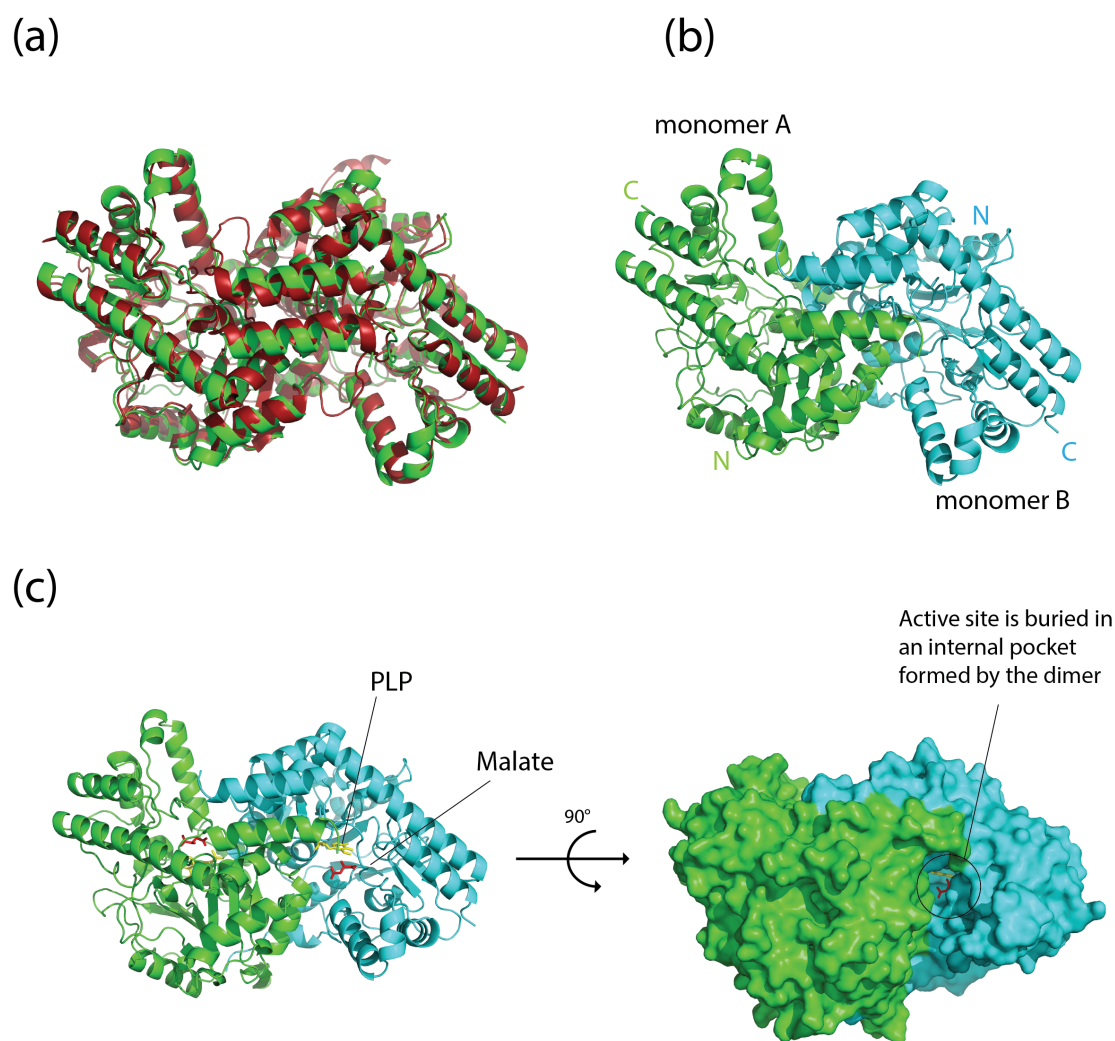 (a)
(b)
monomer A
C
N
N
C
monomer B
(c)
Active site is buried in
an internal pocket
formed by the dimer
PLP
Malate
90°